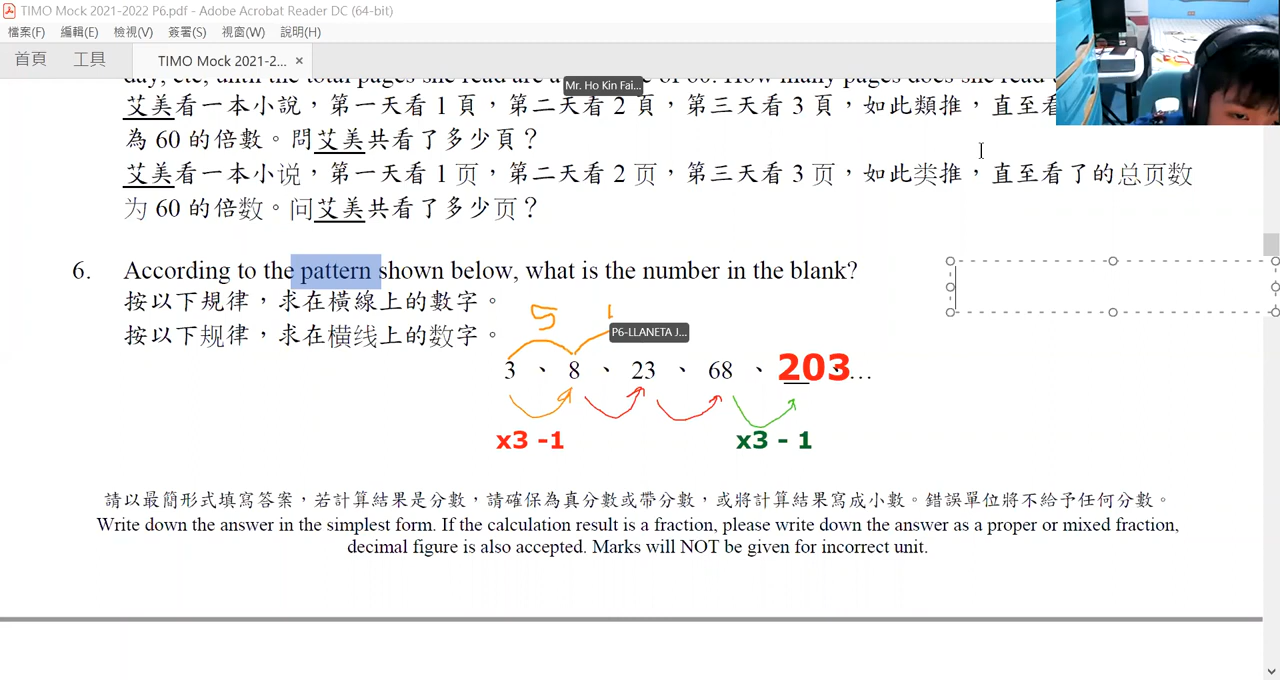 TIMO Mock 2021-2022 P6.pdf - Adobe Acrobat Reader DC (64-bit)
檔案(F) 編輯(E) 檢視(V) 簽署(S) 視窗(W) 說明(H)
首頁 工具 TIMO Mock 2021-2... ×
Mr. Ho Kin Fai...
艾美看一本小說，第一天看 1 頁，第二天看 2 頁，第三天看 3 頁，如此類推，直至看
為 60 的倍數。問艾美共看了多少頁？
艾美看一本小说，第一天看 1 页，第二天看 2 页，第三天看 3 页，如此类推，直至看了的总页数
为 60 的倍数。问艾美共看了多少页？
6. According to the pattern shown below, what is the number in the blank?
按以下規律，求在橫線上的數字。
按以下规律，求在横线上的数字。
5
P6-LLANETA J...
3 、 8 、 23 、 68 、 203 、...
x3 -1 x3 - 1
請以最簡形式填寫答案，若計算結果是分數，請確保為真分數或帶分數，或將計算結果寫成小數。錯誤單位將不給予任何分數。
Write down the answer in the simplest form. If the calculation result is a fraction, please write down the answer as a proper or mixed fraction,
decimal figure is also accepted. Marks will NOT be given for incorrect unit.